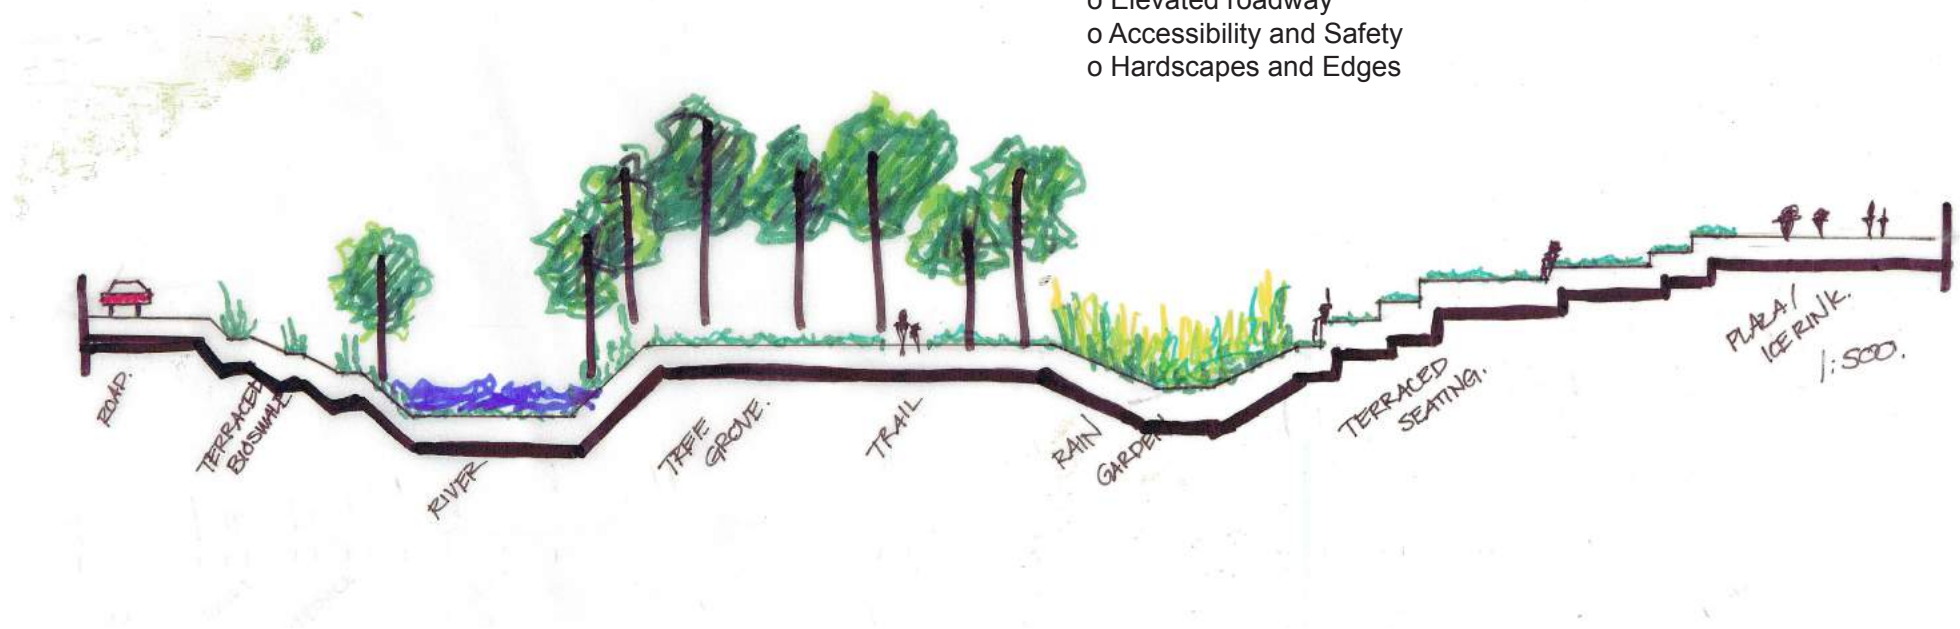 o Elevated roadway
o Accessibility and Safety
o Hardscapes and Edges
ROAD.
TERRACED
BIOSWALE
RIVER
TREE
GROVE.
TRAIL
RAIN
GARDEN
TERRACED
SEATING.
PLAZA/
ICE RINK.
1:500.